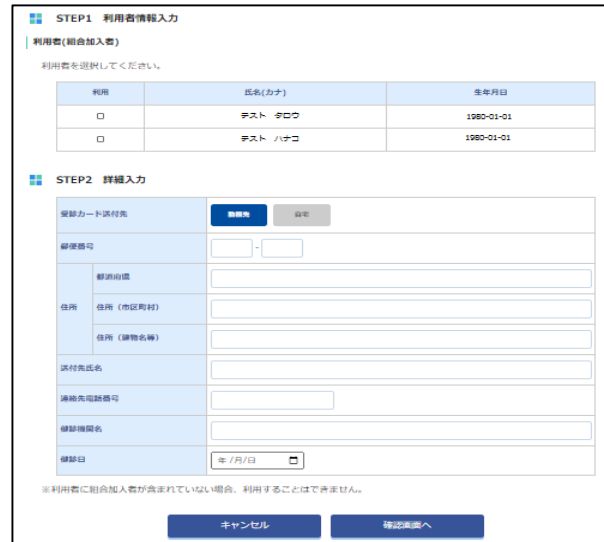 STEP1 利用者情報入力
利用者(組合加入者)
利用者を選択してください。
利用 氏名(カナ) 生年月日
テスト タロウ 1980-01-01
テスト ハナコ 1980-01-01
STEP2 詳細入力
受診カード送付先 勤務先 自宅
郵便番号 -
都道府県
住所 住所（市区町村）
住所（建物名等）
送付先氏名
連絡先電話番号
健診機関名
健診日 年 /月/日
※利用者に組合加入者が含まれていない場合、利用することはできません。
キャンセル 確認画面へ